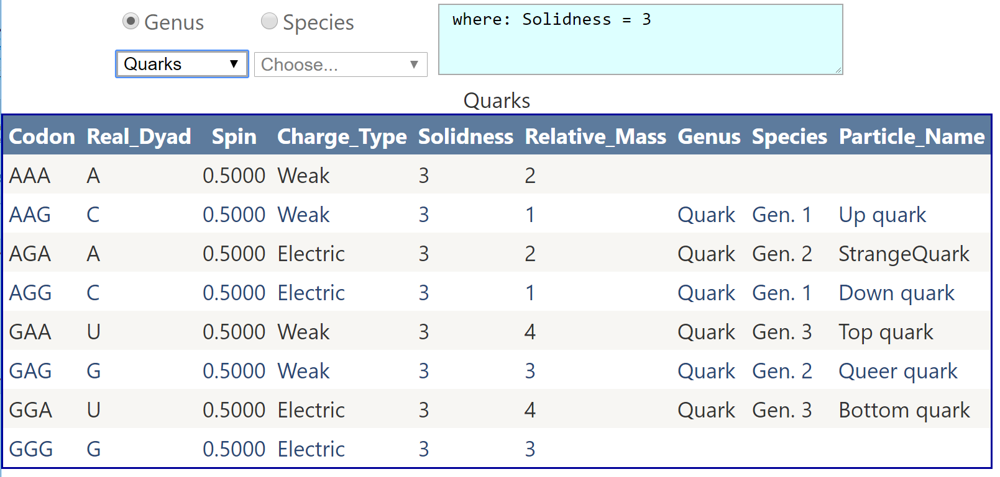 Genus Species where: Solidness = 3
Quarks Choose...
Quarks
Codon Real_Dyad Spin Charge_Type Solidness Relative_Mass Genus Species Particle_Name
AAA A 0.5000 Weak 3 2
AAG C 0.5000 Weak 3 1 Quark Gen. 1 Up quark
AGA A 0.5000 Electric 3 2 Quark Gen. 2 StrangeQuark
AGG C 0.5000 Electric 3 1 Quark Gen. 1 Down quark
GAA U 0.5000 Weak 3 4 Quark Gen. 3 Top quark
GAG G 0.5000 Weak 3 3 Quark Gen. 2 Queer quark
GGA U 0.5000 Electric 3 4 Quark Gen. 3 Bottom quark
GGG G 0.5000 Electric 3 3